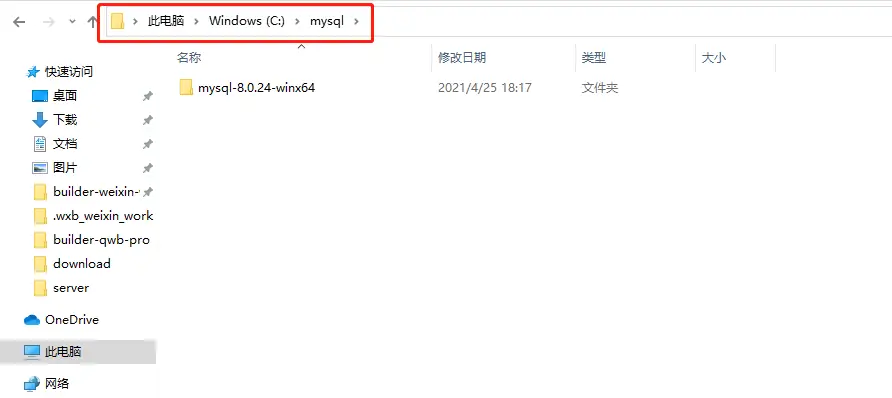 此电脑 Windows (C:) mysql
名称 修改日期 类型 大小
mysql-8.0.24-winx64 2021/4/25 18:17 文件夹
快速访问
桌面
下载
文档
图片
builder-weixin-
.wxb_weixin_work
builder-qwb-pro
download
server
OneDrive
此电脑
网络